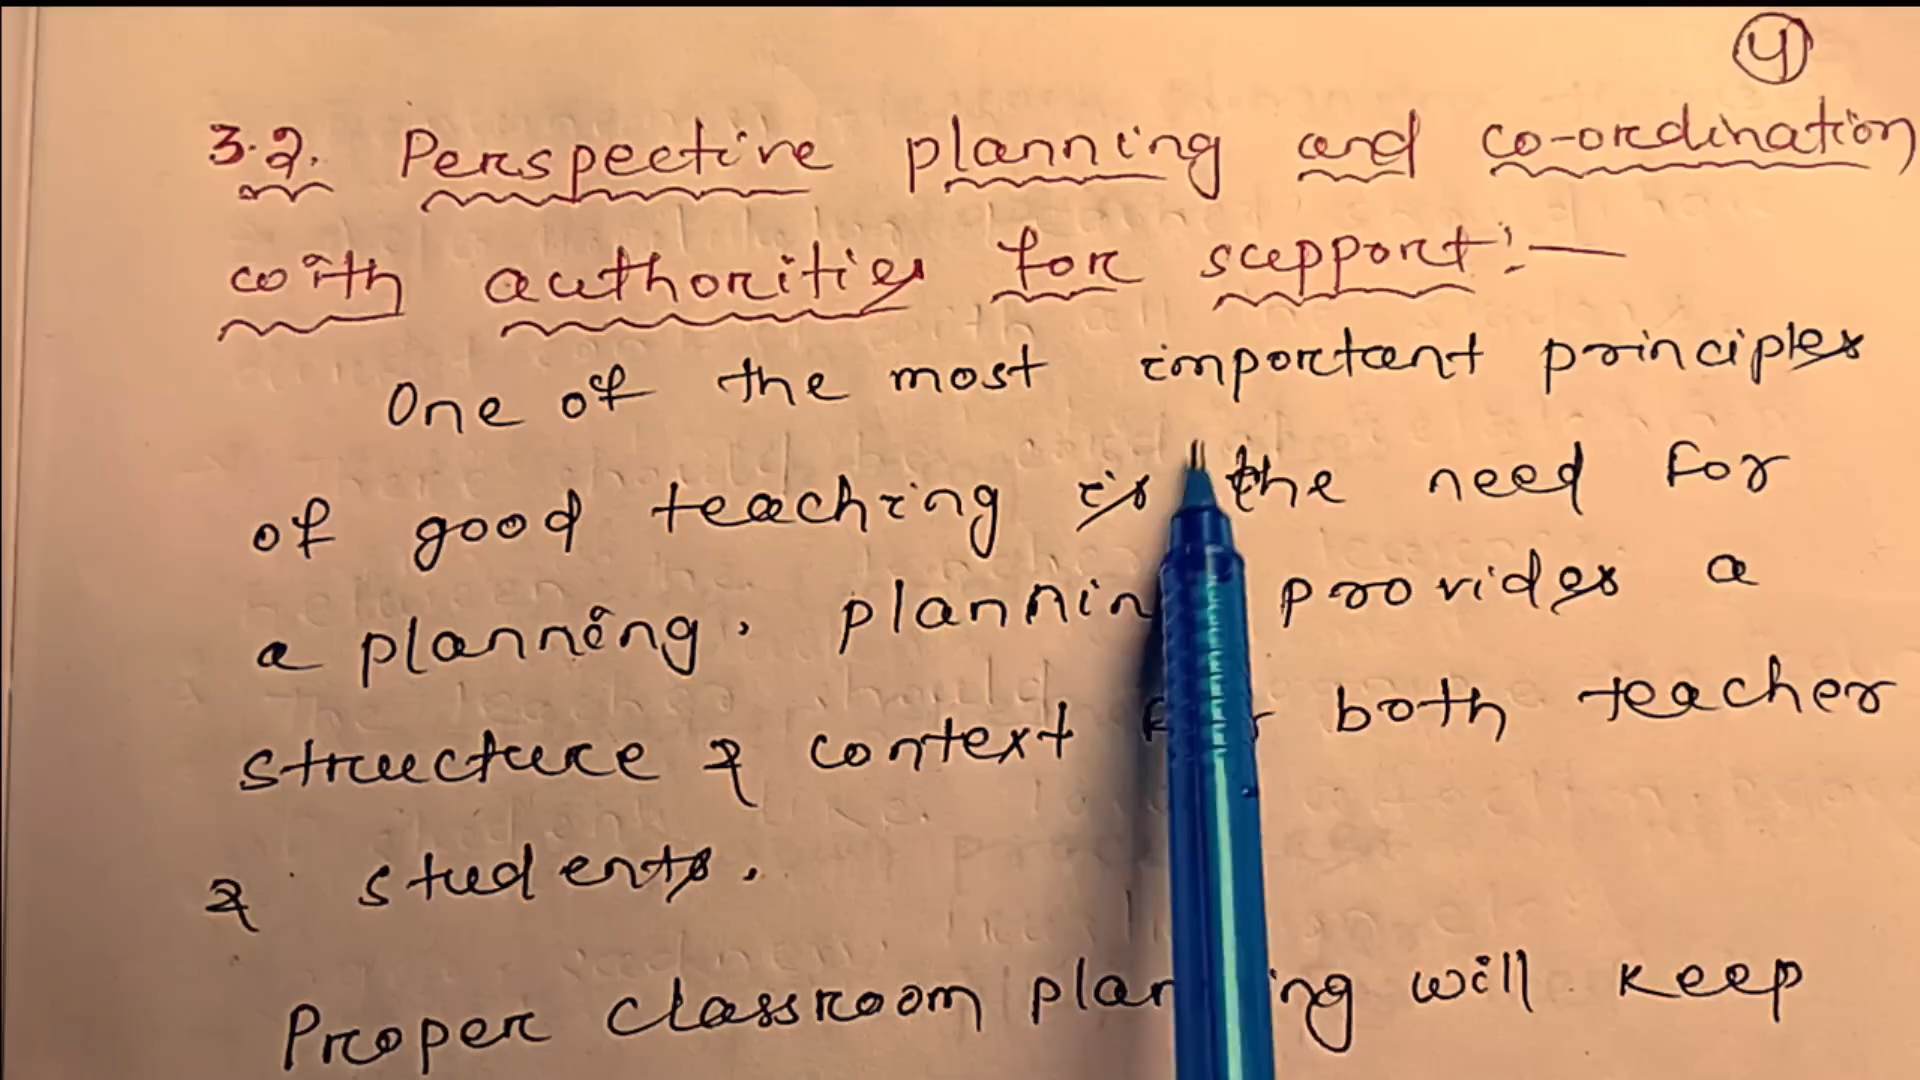 4
3.2. Perspective planning and co-ordination
with authorities for support:—
One of the most important principles
of good teaching is the need for
a planning. planning provides a
structure & context for both teacher
& students.
Proper classroom planning will keep